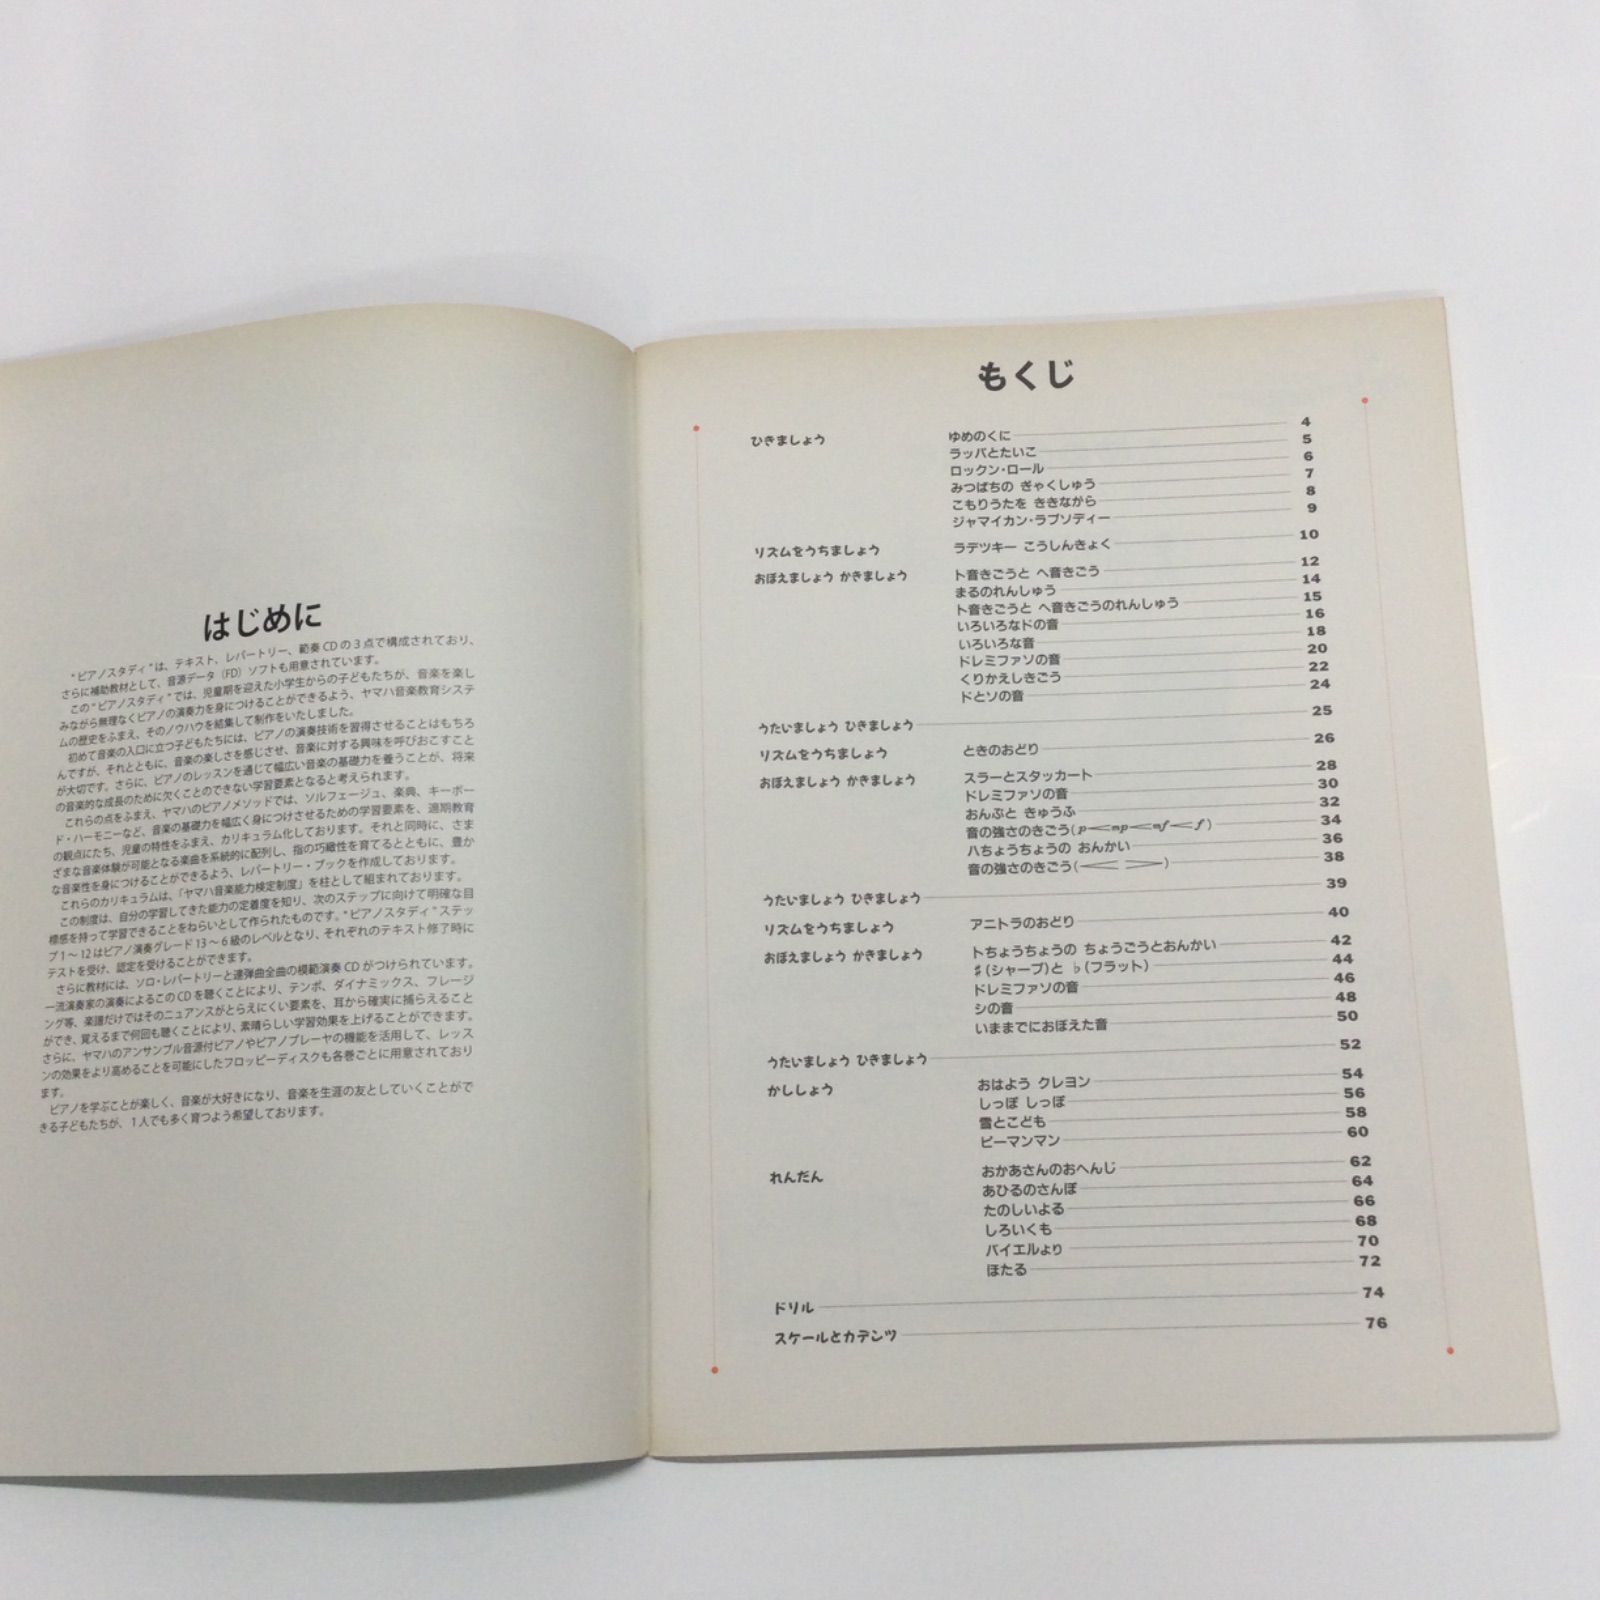 はじめに
“ピアノスタディ”は、テキスト、レパートリー、範奏CDの3点で構成されており、
さらに補助教材として、音源データ（FD）ソフトも用意されています。
この“ピアノスタディ”では、児童期を迎えた小学生からの子どもたちが、音楽を楽し
みながら無理なくピアノの演奏力を身につけることができるよう、ヤマハ音楽教育システ
ムの歴史をふまえ、そのノウハウを結集して制作をいたしました。
初めて音楽の入口に立つ子どもたちには、ピアノの演奏技術を習得させることはもちろ
んですが、それとともに、音楽の楽しさを感じさせ、音楽に対する興味を呼びおこすこと
が大切です。さらに、ピアノのレッスンを通じて幅広い音楽の基礎力を養うことが、将来
の音楽的な成長のために欠くことのできない学習要素となると考えられます。
これらの点をふまえ、ヤマハのピアノメソッドでは、ソルフェージュ、楽典、キーボー
ド・ハーモニーなど、音楽の基礎力を幅広く身につけさせるための学習要素を、適期教育
の観点にたち、児童の特性をふまえ、カリキュラム化しております。それと同時に、さま
ざまな音楽体験が可能となる楽曲を系統的に配列し、指の巧緻性を育てるとともに、豊か
な音楽性を身につけることができるよう、レパートリー・ブックを作成しております。
これらのカリキュラムは、「ヤマハ音楽能力検定制度」を柱として組まれております。
この制度は、自分の学習してきた能力の定着度を知り、次のステップに向けて明確な目
標感を持って学習できることをねらいとして作られたものです。“ピアノスタディ”ステッ
プ1〜12はピアノ演奏グレード13〜6級のレベルとなり、それぞれのテキスト修了時に
テストを受け、認定を受けることができます。
さらに教材には、ソロ・レパートリーと連弾曲全曲の模範演奏CDがつけられています。
一流演奏家の演奏によるこのCDを聴くことにより、テンポ、ダイナミックス、フレージ
ング等、楽譜だけではそのニュアンスがとらえにくい要素を、耳から確実に捕らえること
ができ、覚えるまで何回も聴くことにより、素晴らしい学習効果を上げることができます。
さらに、ヤマハのアンサンブル音源付ピアノやピアノプレーヤの機能を活用して、レッス
ンの効果をより高めることを可能にしたフロッピーディスクも各巻ごとに用意されており
ます。
ピアノを学ぶことが楽しく、音楽が大好きになり、音楽を生涯の友としていくことがで
きる子どもたちが、1人でも多く育つよう希望しております。
もくじ
ひきましょう ゆめのくに 4
ラッパとたいこ 5
ロックン・ロール 6
みつばちの ぎゃくしゅう 7
こもりうたを ききながら 8
ジャマイカン・ラプソディー 9
リズムをうちましょう ラデツキー こうしんきょく 10
おぼえましょう かきましょう ト音きごうと ヘ音きごう 12
まるのれんしゅう 14
ト音きごうと ヘ音きごうのれんしゅう 15
いろいろなドの音 16
いろいろな音 18
ドレミファソの音 20
くりかえしきごう 22
ドとソの音 24
うたいましょう ひきましょう 25
リズムをうちましょう ときのおどり 26
おぼえましょう かきましょう スラーとスタッカート 28
ドレミファソの音 30
おんぷと きゅうふ 32
音の強さのきごう(p＜mp＜mf＜f) 34
ハちょうちょうの おんかい 36
音の強さのきごう(＜ ＞) 38
うたいましょう ひきましょう 39
リズムをうちましょう アニトラのおどり 40
おぼえましょう かきましょう トちょうちょうの ちょうごうとおんかい 42
♯(シャープ)と ♭(フラット) 44
ドレミファソの音 46
シの音 48
いままでにおぼえた音 50
うたいましょう ひきましょう 52
かししょう おはよう クレヨン 54
しっぽ しっぽ 56
雪とこども 58
ピーマンマン 60
れんだん おかあさんのおへんじ 62
あひるのさんぽ 64
たのしいよる 66
しろいくも 68
バイエルより 70
ほたる 72
ドリル 74
スケールとカデンツ 76